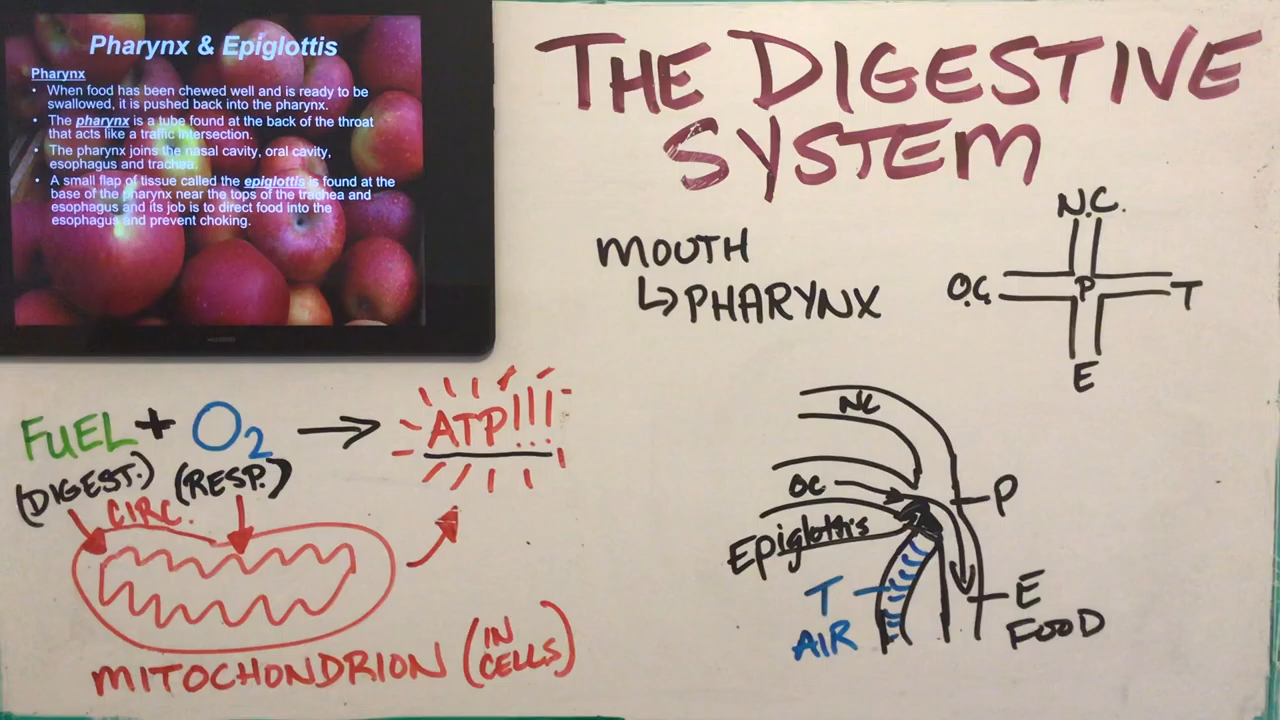 Pharynx & Epiglottis
Pharynx
• When food has been chewed well and is ready to be
swallowed, it is pushed back into the pharynx.
• The pharynx is a tube found at the back of the throat
that acts like a traffic intersection.
• The pharynx joins the nasal cavity, oral cavity,
esophagus and trachea.
• A small flap of tissue called the epiglottis is found at the
base of the pharynx near the tops of the trachea and
esophagus and its job is to direct food into the
esophagus and prevent choking.
THE DIGESTIVE
SYSTEM
MOUTH
↳PHARYNX
N.C.
O.C.
P
T
E
FUEL + O2 → ATP!!!
(DIGEST.) (RESP.)
CIRC.
MITOCHONDRION (IN
CELLS)
NC
OC
P
Epiglottis
T
AIR
E
FOOD